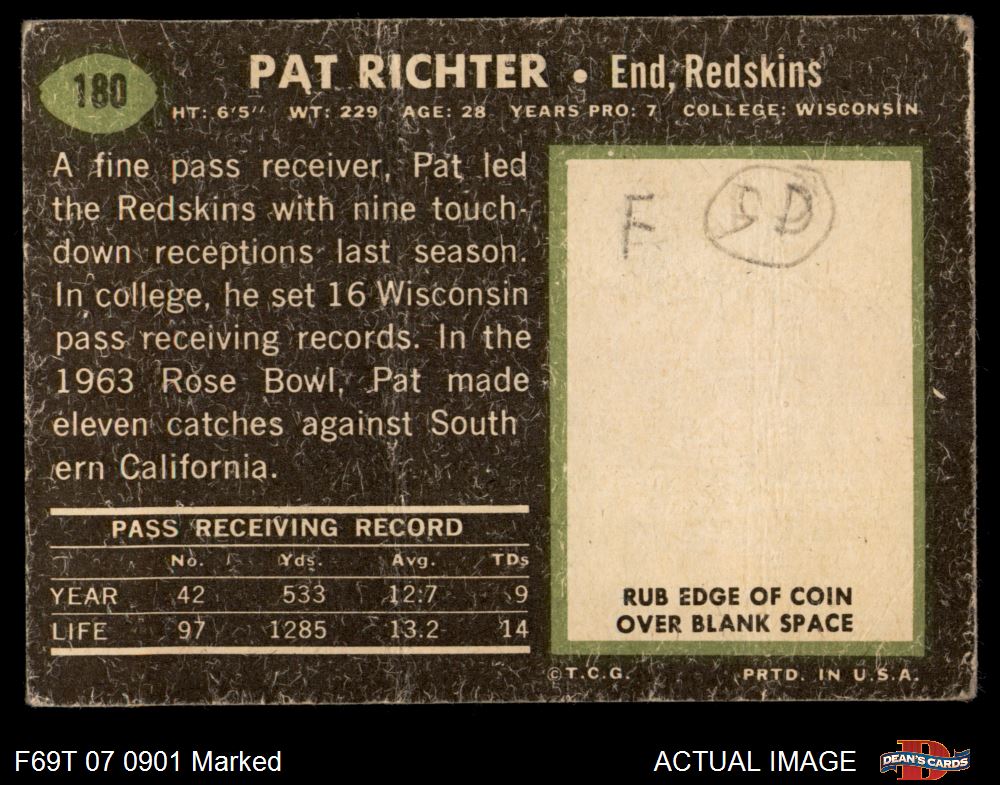 180
PAT RICHTER • End, Redskins
HT: 6'5'' WT: 229 AGE: 28 YEARS PRO: 7 COLLEGE: WISCONSIN
A fine pass receiver, Pat led
the Redskins with nine touch-
down receptions last season.
In college, he set 16 Wisconsin
pass receiving records. In the
1963 Rose Bowl, Pat made
eleven catches against South
ern California.
PASS RECEIVING RECORD
No. Yds. Avg. TDs
YEAR 42 533 12.7 9
LIFE 97 1285 13.2 14
F
RUB EDGE OF COIN
OVER BLANK SPACE
©T.C.G. PRTD. IN U.S.A.
F69T 07 0901 Marked
ACTUAL IMAGE
D
DEAN'S CARDS